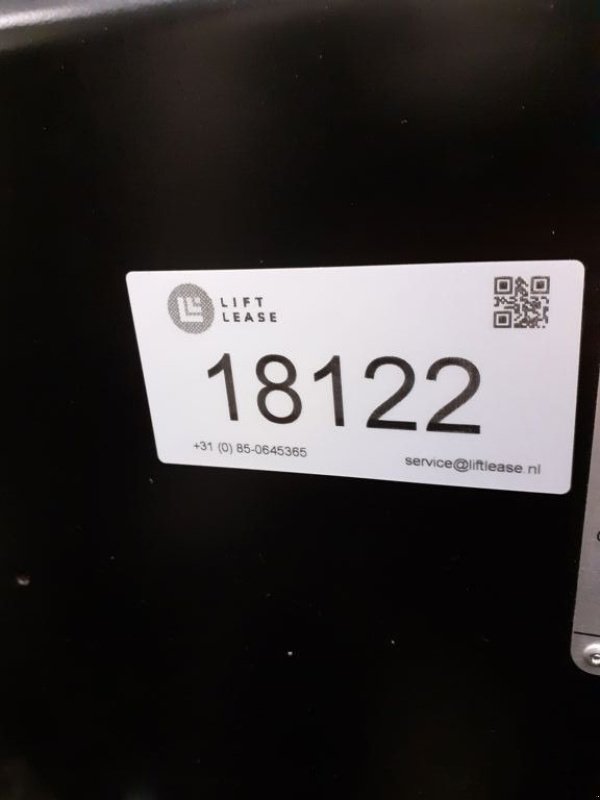 LIFT
LEASE
18122
+31 (0) 85-0645365
service@liftlease.nl